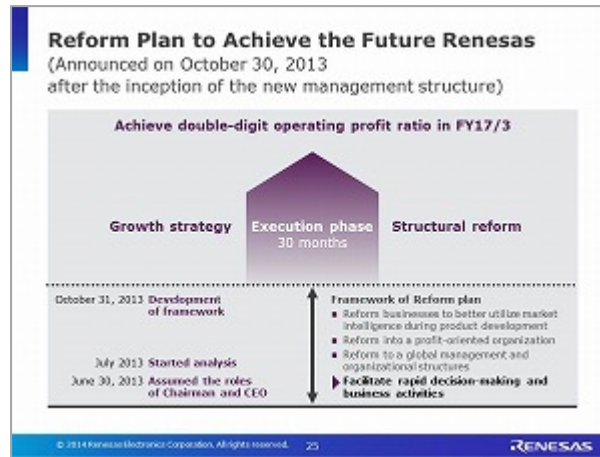 Reform Plan to Achieve the Future Renesas
(Announced on October 30, 2013
after the inception of the new management structure)
Achieve double-digit operating profit ratio in FY17/3
Growth strategy
Execution phase
30 months
Structural reform
October 31, 2013 Development
of framework
July 2013 Started analysis
June 30, 2013 Assumed the roles
of Chairman and CEO
Framework of Reform plan
Reform businesses to better utilize market
intelligence during product development
Reform into a profit-oriented organization
Reform to a global management and
organizational structures
Facilitate rapid decision-making and
business activities
© 2014 Renesas Electronics Corporation. All rights reserved. 25
RENESAS